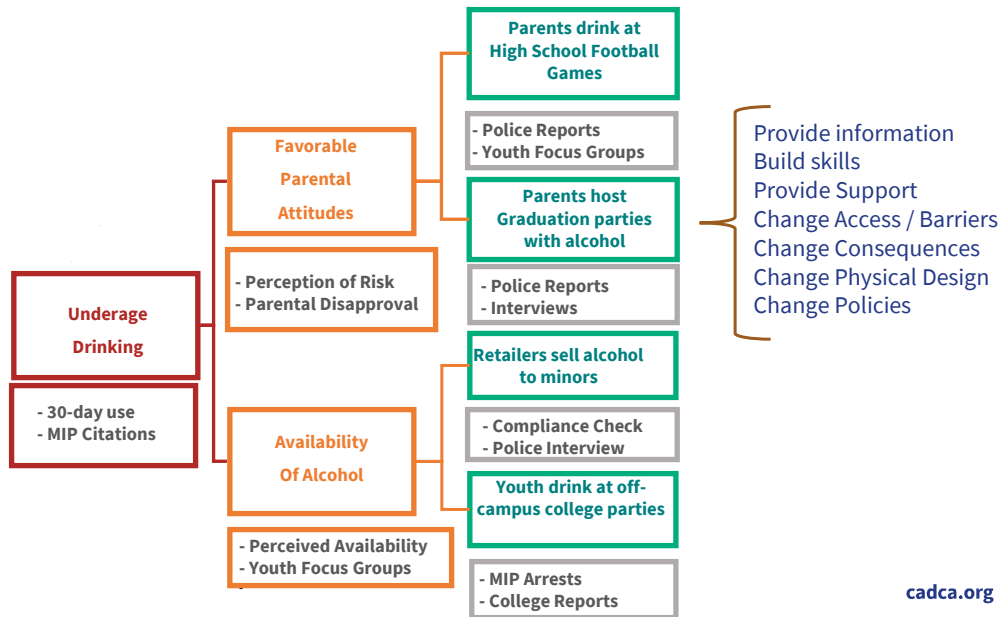 Underage
Drinking
- 30-day use
- MIP Citations
Favorable
Parental
Attitudes
- Perception of Risk
- Parental Disapproval
Availability
Of Alcohol
- Perceived Availability
- Youth Focus Groups
-
Parents drink at
High School Football
Games
- Police Reports
- Youth Focus Groups
Parents host
Graduation parties
with alcohol
- Police Reports
- Interviews
Retailers sell alcohol
to minors
- Compliance Check
- Police Interview
Youth drink at off-
campus college parties
- MIP Arrests
- College Reports
Provide information
Build skills
Provide Support
Change Access / Barriers
Change Consequences
Change Physical Design
Change Policies
cadca.org